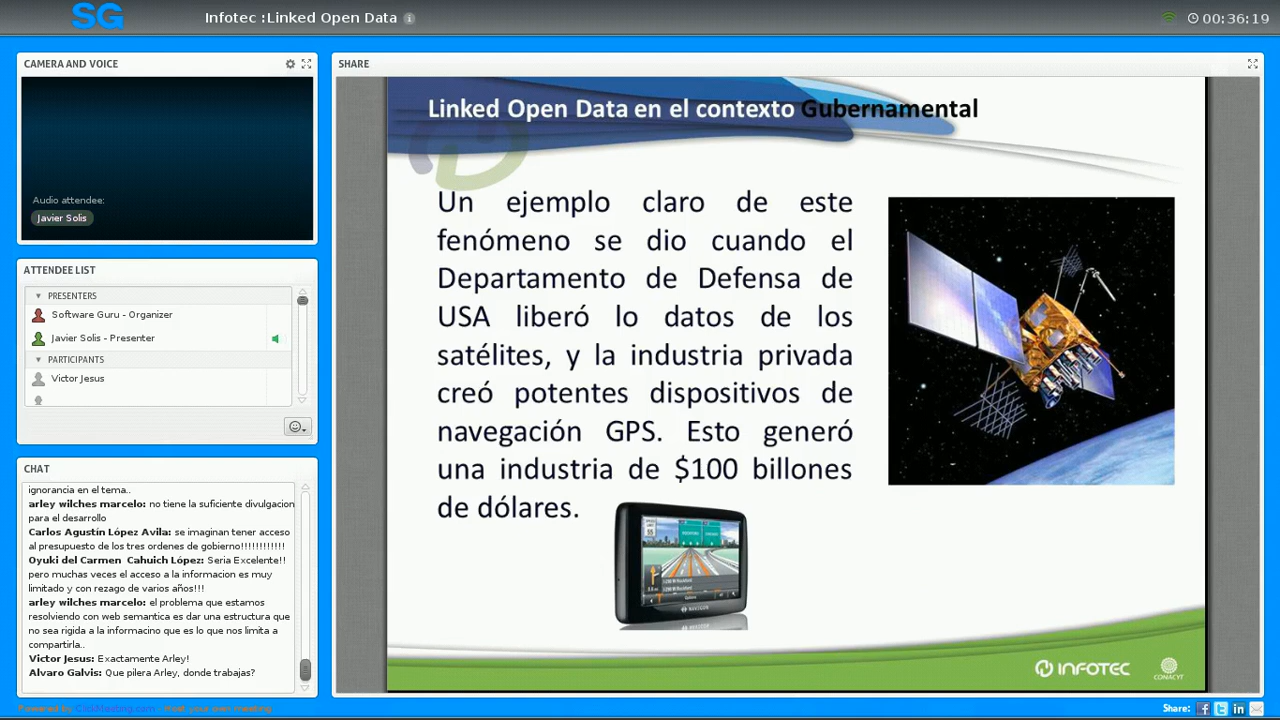 SG
Infotec :Linked Open Data
00:36:19
CAMERA AND VOICE
Audio attendee:
Javier Solis
ATTENDEE LIST
PRESENTERS
Software Guru - Organizer
Javier Solis - Presenter
PARTICIPANTS
Victor Jesus
CHAT
ignorancia en el tema..
arley wilches marcelo: no tiene la suficiente divulgacion
para el desarrollo
Carlos Agustín López Avila: se imaginan tener acceso
al presupuesto de los tres ordenes de gobierno!!!!!!!!!!!!
Oyuki del Carmen Cahuich López: Seria Excelente!!
pero muchas veces el acceso a la informacion es muy
limitado y con rezago de varios años!!!
arley wilches marcelo: el problema que estamos
resolviendo con web semantica es dar una estructura que
no sea rigida a la informacino que es lo que nos limita a
compartirla..
Victor Jesus: Exactamente Arley!
Alvaro Galvis: Que pilera Arley, donde trabajas?
Powered by ClickMeeting.com - Host your own meeting
SHARE
Linked Open Data en el contexto Gubernamental
Un ejemplo claro de este
fenómeno se dio cuando el
Departamento de Defensa de
USA liberó lo datos de los
satélites, y la industria privada
creó potentes dispositivos de
navegación GPS. Esto generó
una industria de $100 billones
de dólares.
NAVIGON
INFOTEC
CONACYT
Share: